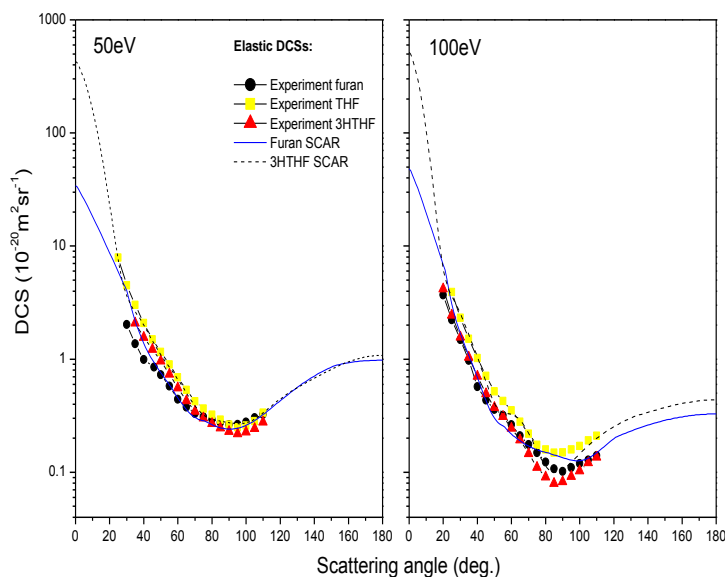 50eV
Elastic DCSs:
Experiment furan
Experiment THF
Experiment 3HTHF
Furan SCAR
3HTHF SCAR
100eV
1000
100
10
1
0.1
DCS (10⁻²⁰m²sr⁻¹)
0 20 40 60 80 100 120 140 160 180
0 20 40 60 80 100 120 140 160 180
Scattering angle (deg.)